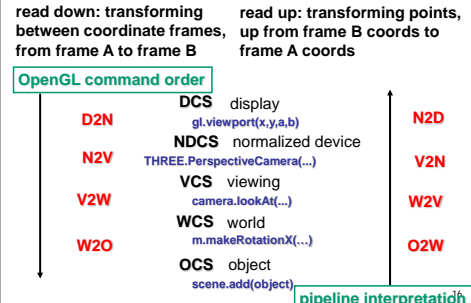 read down: transforming
between coordinate frames,
from frame A to frame B
read up: transforming points,
up from frame B coords to
frame A coords
OpenGL command order
DCS display
D2N
gl.viewport(x,y,a,b)
N2D
NDCS normalized device
N2V
THREE.PerspectiveCamera(...)
V2N
VCS viewing
V2W
camera.lookAt(...)
W2V
WCS world
W2O
m.makeRotationX(...)
O2W
OCS object
scene.add(object)
pipeline interpretation
16